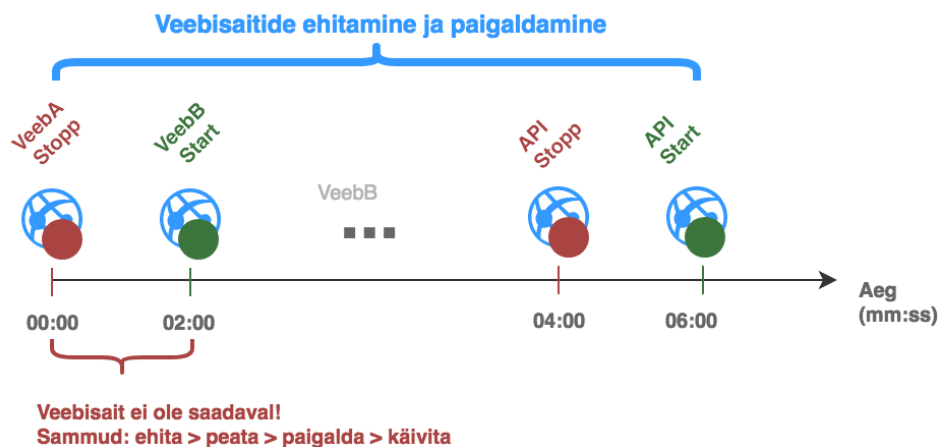 Veebisaitide ehitamine ja paigaldamine
VeebA
Stopp
VeebB
Start
VeebB
API
Stopp
API
Start
00:00
02:00
04:00
06:00
Aeg
(mm:ss)
Veebisait ei ole saadaval!
Sammud: ehita > peata > paigalda > käivita